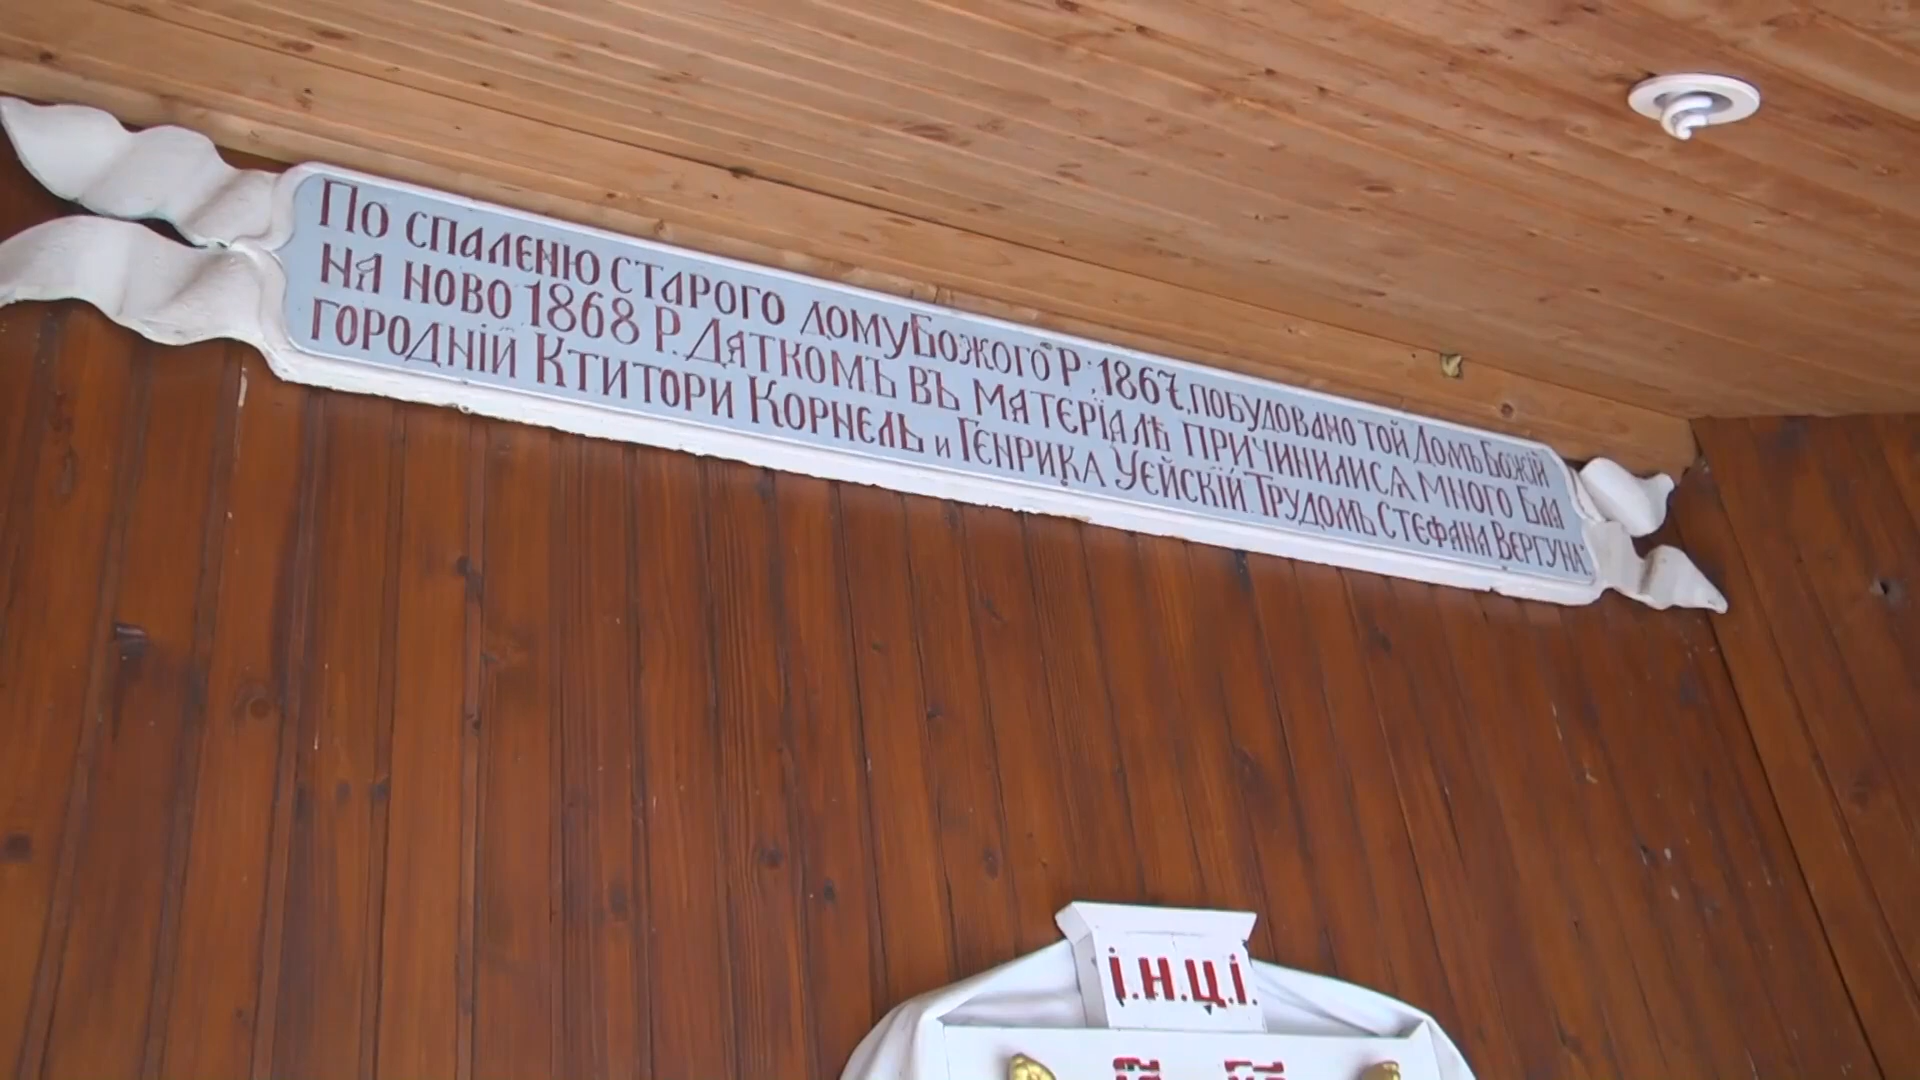 По спаленю старого дому Божого Р. 1867, побудовано той Домъ Божій
на ново 1868 Р. Дяткомъ въ матеріалѣ причинилися много Бла
городній Ктитори Корнель и Генрика Уейскій, Трудомъ Стефана Вергуна.
І.Н.Ц.І.